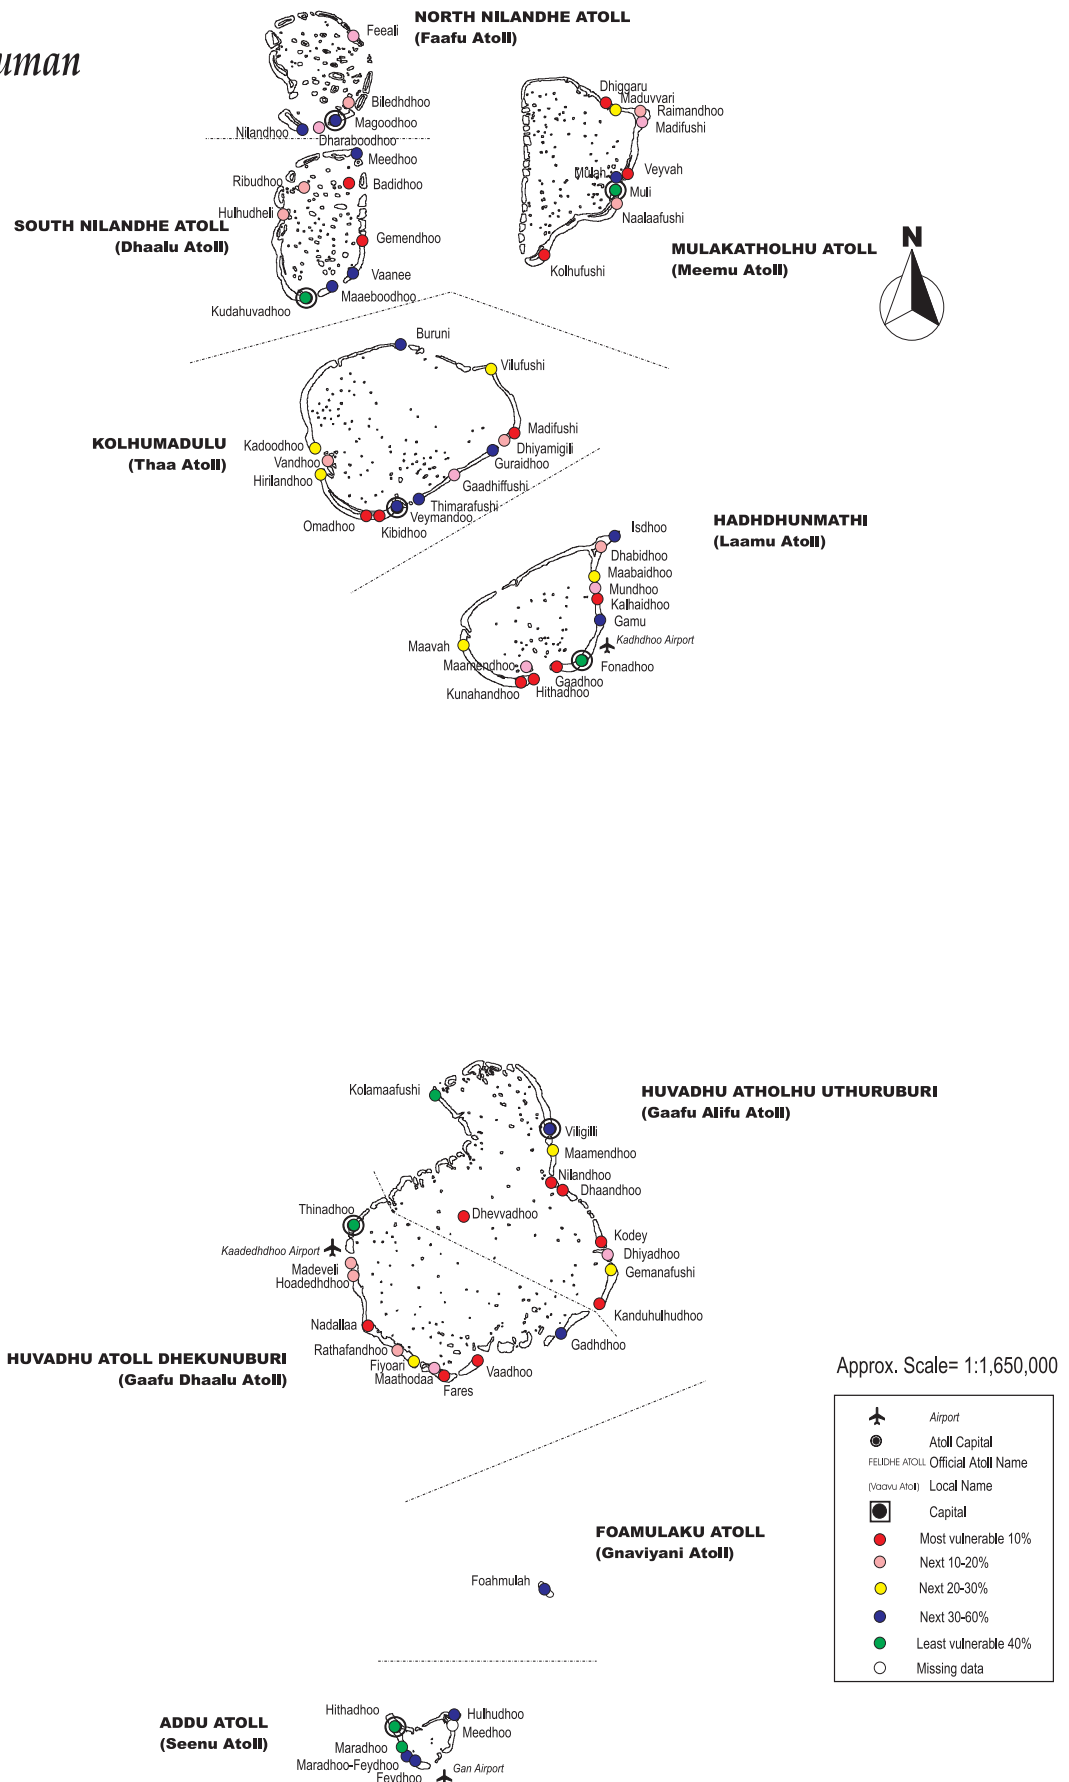 uman
NORTH NILANDHE ATOLL
(Faafu Atoll)
Feeali
Biledhdhoo
Magoodhoo
Nilandhoo
Dharaboodhoo
Meedhoo
Ribudhoo
Badidhoo
Hulhudheli
SOUTH NILANDHE ATOLL
(Dhaalu Atoll)
Gemendhoo
Vaanee
Maaeboodhoo
Kudahuvadhoo
Dhiggaru
Maduvvari
Raimandhoo
Madifushi
Mulah
Veyvah
Muli
Naalaafushi
MULAKATHOLHU ATOLL
(Meemu Atoll)
Kolhufushi
N
Buruni
Vilufushi
KOLHUMADULU
(Thaa Atoll)
Kadoodhoo
Vandhoo
Hirilandhoo
Madifushi
Dhiyamigili
Guraidhoo
Gaadhiffushi
Thimarafushi
Veymandoo
Omadhoo
Kibidhoo
HADHDHUNMATHI
(Laamu Atoll)
Isdhoo
Dhabidhoo
Maabaidhoo
Mundhoo
Kalhaidhoo
Gamu
Kadhdhoo Airport
Maavah
Maamendhoo
Fonadhoo
Gaadhoo
Kunahandhoo
Hithadhoo
Kolamaafushi
HUVADHU ATHOLHU UTHURUBURI
(Gaafu Alifu Atoll)
Viligilli
Maamendhoo
Nilandhoo
Dhaandhoo
Thinadhoo
Dhevvadhoo
Kodey
Kaadedhdhoo Airport
Dhiyadhoo
Madeveli
Gemanafushi
Hoadedhdhoo
Kanduhulhudhoo
Nadallaa
Gadhdhoo
Rathafandhoo
HUVADHU ATOLL DHEKUNUBURI
(Gaafu Dhaalu Atoll)
Fiyoari
Maathodaa
Vaadhoo
Fares
Approx. Scale= 1:1,650,000
Airport
Atoll Capital
FELIDHE ATOLL Official Atoll Name
(Vaavu Atoll) Local Name
Capital
Most vulnerable 10%
Next 10-20%
Next 20-30%
Next 30-60%
Least vulnerable 40%
Missing data
FOAMULAKU ATOLL
(Gnaviyani Atoll)
Foahmulah
ADDU ATOLL
(Seenu Atoll)
Hithadhoo
Hulhudhoo
Meedhoo
Maradhoo
Maradhoo-Feydhoo
Feydhoo
Gan Airport